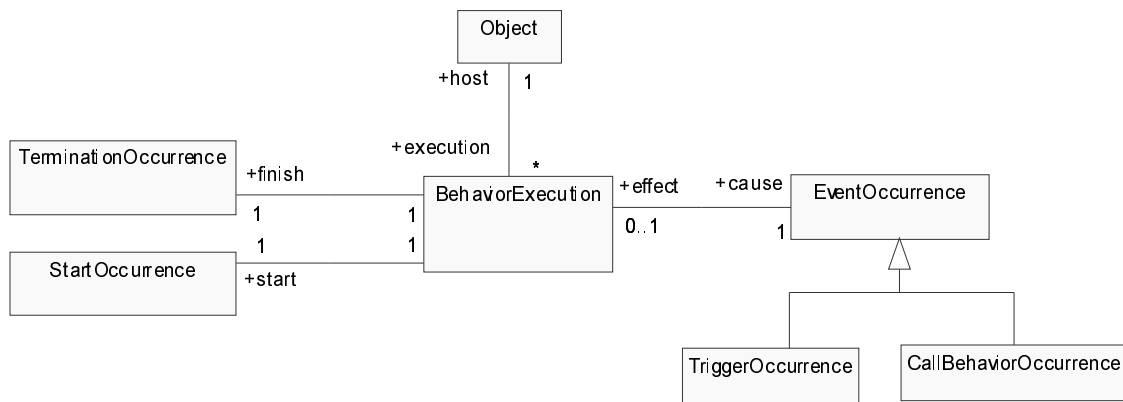 Object
+host 1
+execution
*
TerminationOccurrence
+finish
1 1
BehaviorExecution
+effect +cause
0..1 1
EventOccurrence
1 1
StartOccurrence
+start
TriggerOccurrence
CallBehaviorOccurrence